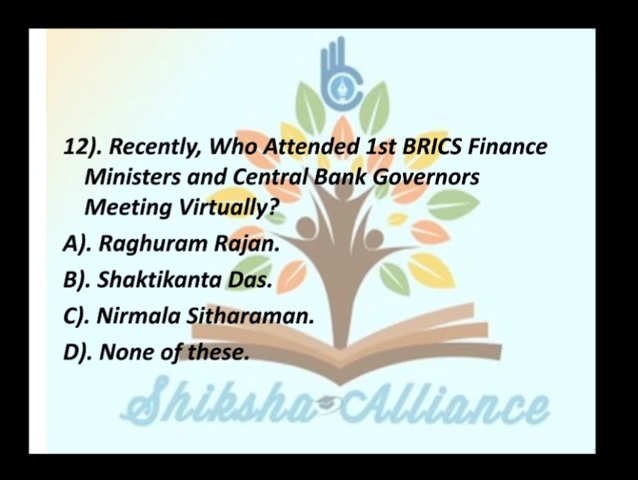 12). Recently, Who Attended 1st BRICS Finance
Ministers and Central Bank Governors
Meeting Virtually?
A). Raghuram Rajan.
B). Shaktikanta Das.
C). Nirmala Sitharaman.
D). None of these.
Shiksha Alliance